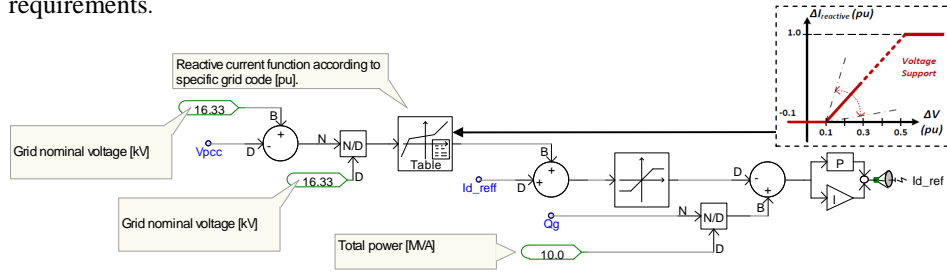 requirements.
Reactive current function according to
specific grid code [pu].
16.33
B
+
-
D
Vpcc
Grid nominal voltage [kV]
N
N/D
D
16.33
Grid nominal voltage [kV]
Table
B
+
+
D
Id_reff
Qg
N
N/D
D
Total power [MVA]
10.0
D
-
+
B
P
I
Id_ref
ΔIreactive (pu)
1.0
Voltage
Support
-0.1
ΔV
(pu)
0.1
0.3
0.5